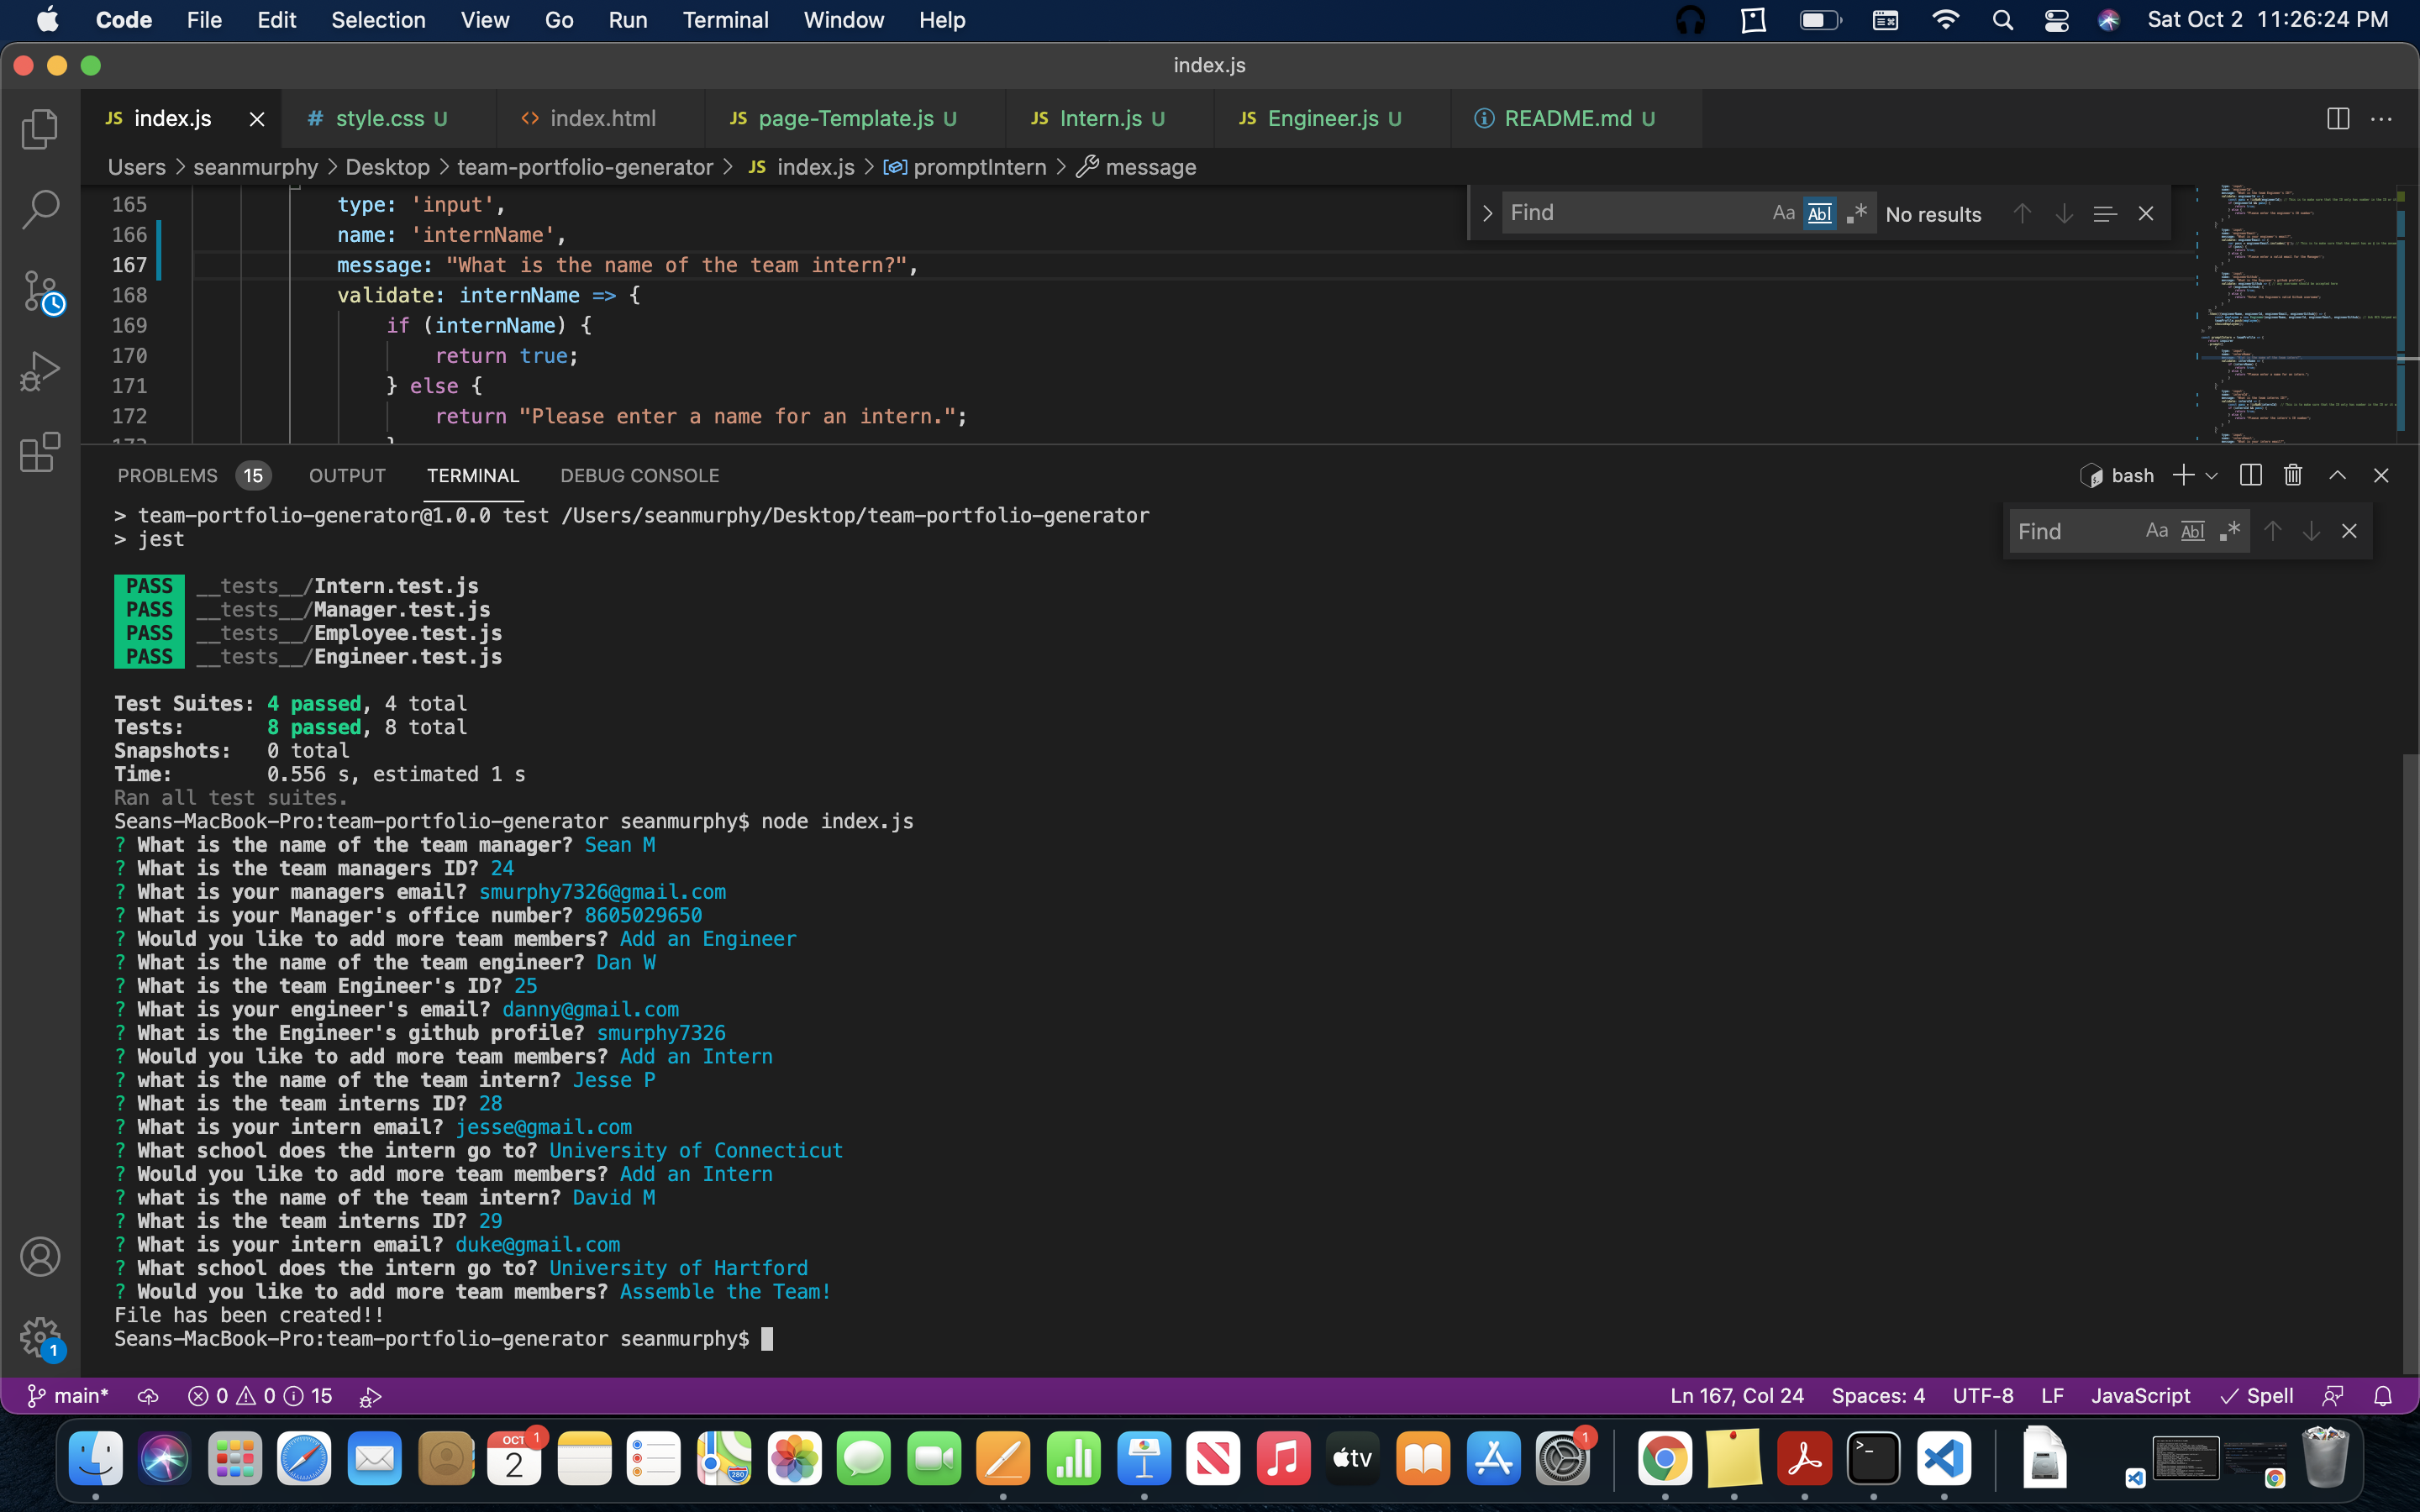 Code File Edit Selection View Go Run Terminal Window Help Sat Oct 2 11:26:24 PM
index.js
JS index.js # style.css U <> index.html JS page-Template.js U JS Intern.js U JS Engineer.js U README.md U
Users > seanmurphy > Desktop > team-portfolio-generator > JS index.js > promptIntern > message
165 type: 'input',
166 name: 'internName',
167 message: "What is the name of the team intern?",
168 validate: internName => {
169 if (internName) {
170 return true;
171 } else {
172 return "Please enter a name for an intern.";
Find Aa Abl .* No results
PROBLEMS 15 OUTPUT TERMINAL DEBUG CONSOLE bash
Find Aa Abl .*
> team-portfolio-generator@1.0.0 test /Users/seanmurphy/Desktop/team-portfolio-generator
> jest
PASS __tests__/Intern.test.js
PASS __tests__/Manager.test.js
PASS __tests__/Employee.test.js
PASS __tests__/Engineer.test.js
Test Suites: 4 passed, 4 total
Tests: 8 passed, 8 total
Snapshots: 0 total
Time: 0.556 s, estimated 1 s
Ran all test suites.
Seans-MacBook-Pro:team-portfolio-generator seanmurphy$ node index.js
? What is the name of the team manager? Sean M
? What is the team managers ID? 24
? What is your managers email? smurphy7326@gmail.com
? What is your Manager's office number? 8605029650
? Would you like to add more team members? Add an Engineer
? What is the name of the team engineer? Dan W
? What is the team Engineer's ID? 25
? What is your engineer's email? danny@gmail.com
? What is the Engineer's github profile? smurphy7326
? Would you like to add more team members? Add an Intern
? what is the name of the team intern? Jesse P
? What is the team interns ID? 28
? What is your intern email? jesse@gmail.com
? What school does the intern go to? University of Connecticut
? Would you like to add more team members? Add an Intern
? what is the name of the team intern? David M
? What is the team interns ID? 29
? What is your intern email? duke@gmail.com
? What school does the intern go to? University of Hartford
? Would you like to add more team members? Assemble the Team!
File has been created!!
Seans-MacBook-Pro:team-portfolio-generator seanmurphy$
1
main* 0 0 15 Ln 167, Col 24 Spaces: 4 UTF-8 LF JavaScript Spell
OCT 2 1 280 tv 1